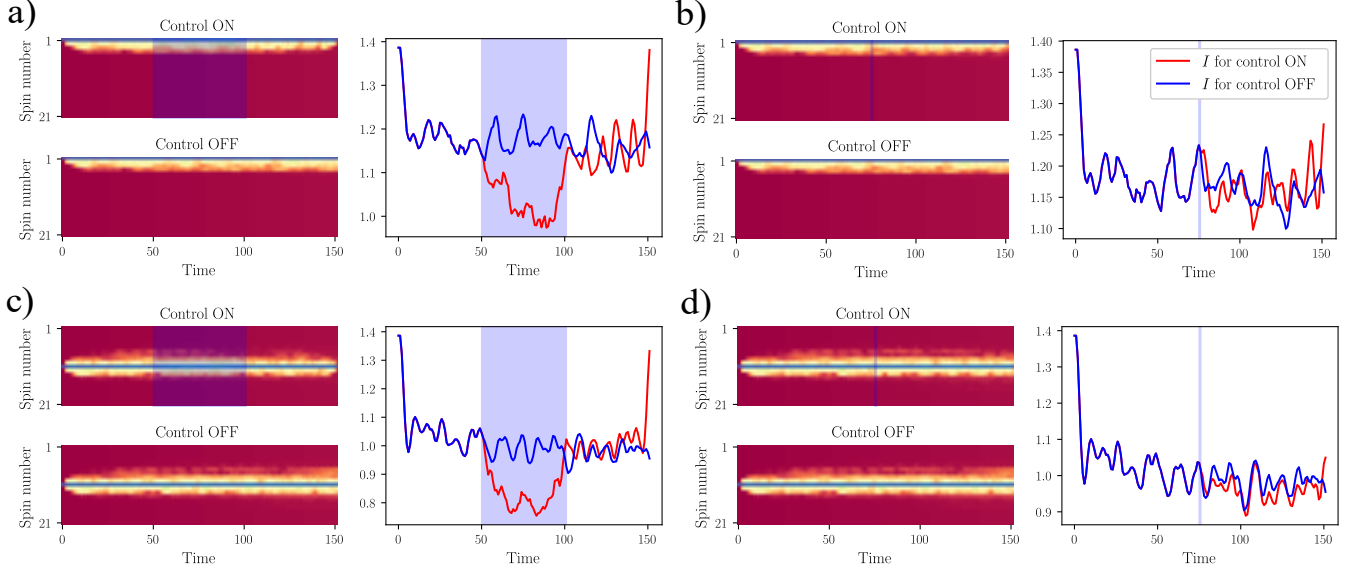 a)
Control ON
Spin number
1
21
Control OFF
Spin number
1
21
0
50
100
150
Time
1.4
1.3
1.2
1.1
1.0
0
50
100
150
Time
b)
Control ON
Spin number
1
21
Control OFF
Spin number
1
21
0
50
100
150
Time
1.40
1.35
1.30
1.25
1.20
1.15
1.10
I for control ON
I for control OFF
0
50
100
150
Time
c)
Control ON
Spin number
1
21
Control OFF
Spin number
1
21
0
50
100
150
Time
1.4
1.3
1.2
1.1
1.0
0.9
0.8
0
50
100
150
Time
d)
Control ON
Spin number
1
21
Control OFF
Spin number
1
21
0
50
100
150
Time
1.4
1.3
1.2
1.1
1.0
0.9
0
50
100
150
Time